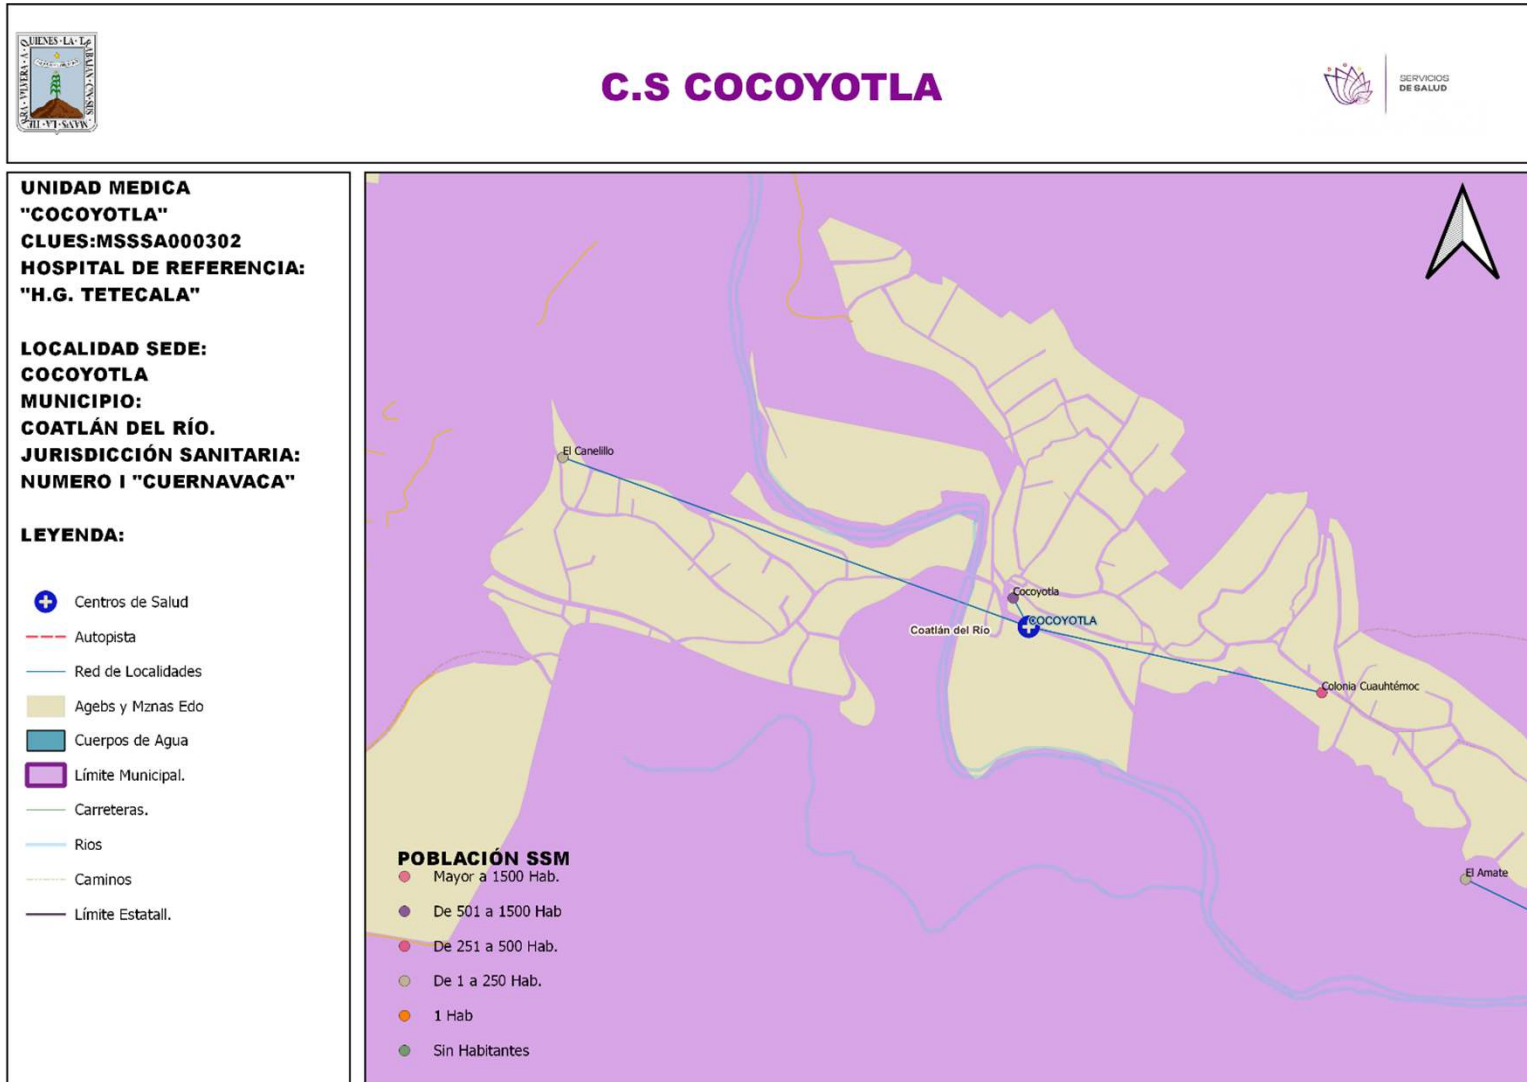 C.S COCOYOTLA
SERVICIOS
DE SALUD
UNIDAD MEDICA
"COCOYOTLA"
CLUES:MSSSA000302
HOSPITAL DE REFERENCIA:
"H.G. TETECALA"
LOCALIDAD SEDE:
COCOYOTLA
MUNICIPIO:
COATLÁN DEL RÍO.
JURISDICCIÓN SANITARIA:
NUMERO I "CUERNAVACA"
LEYENDA:
Centros de Salud
Autopista
Red de Localidades
Agebs y Mznas Edo
Cuerpos de Agua
Límite Municipal.
Carreteras.
Rios
Caminos
Límite Estatall.
El Canelillo
Cocoyotla
COCOYOTLA
Coatlán del Río
Colonia Cuauhtémoc
El Amate
POBLACIÓN SSM
Mayor a 1500 Hab.
De 501 a 1500 Hab
De 251 a 500 Hab.
De 1 a 250 Hab.
1 Hab
Sin Habitantes